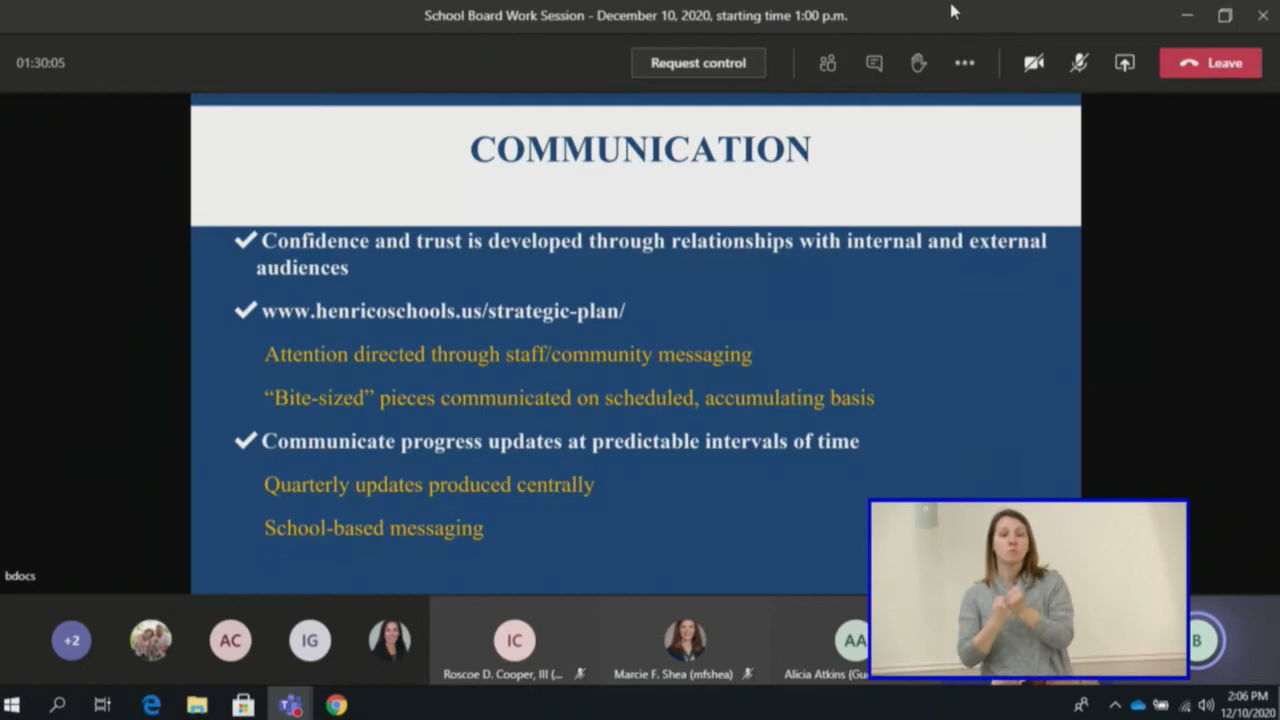 School Board Work Session - December 10, 2020, starting time 1:00 p.m.
01:30:05
Request control
Leave
COMMUNICATION
Confidence and trust is developed through relationships with internal and external
audiences
www.henricoschools.us/strategic-plan/
Attention directed through staff/community messaging
“Bite-sized” pieces communicated on scheduled, accumulating basis
Communicate progress updates at predictable intervals of time
Quarterly updates produced centrally
School-based messaging
bdocs
+2
AC
IG
IC
AA
B
Roscoe D. Cooper, III (...
Marcie F. Shea (mfshea)
Alicia Atkins (Gu
2:06 PM
12/10/2020